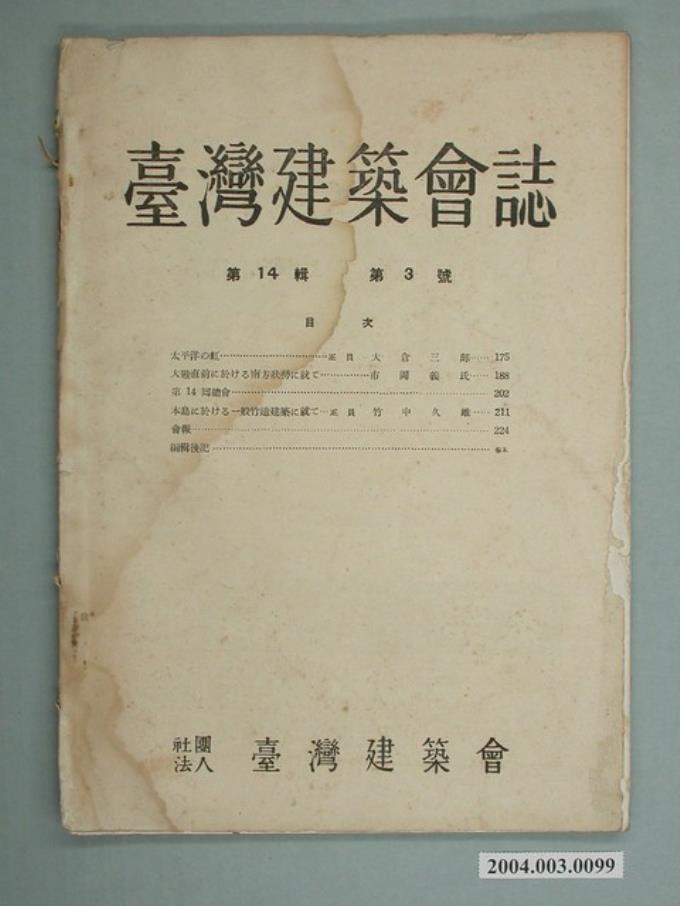 臺灣建築會誌
第 14 輯 第 3 號
目 次
太平洋の虹……………………………正 員 大 倉 三 郎……175
大戰直前に於ける南方狀勢に就て……………市 岡 義 氏……188
第 14 回總會……………………………………………………202
本島に於ける一般竹造建築に就て…正 員 竹 中 久 雄……211
會報……………………………………………………………224
編輯後記………………………………………………………卷末
社團法人 臺灣建築會
2004.003.0099